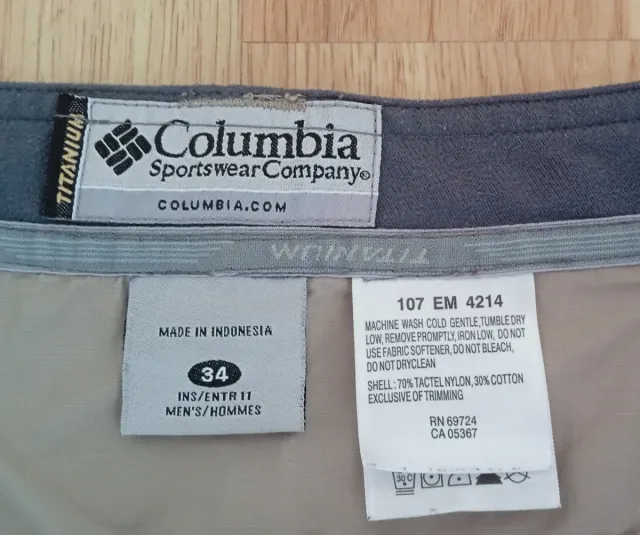 TITANIUM
Columbia
Sportswear Company®
COLUMBIA.COM
TITANIUM
MADE IN INDONESIA
34
INS/ENTR 11
MEN'S/HOMMES
107 EM 4214
MACHINE WASH COLD GENTLE,TUMBLE DRY
LOW, REMOVE PROMPTLY, IRON LOW, DO NOT
USE FABRIC SOFTENER, DO NOT BLEACH,
DO NOT DRYCLEAN
SHELL : 70% TACTEL NYLON, 30% COTTON
EXCLUSIVE OF TRIMMING
RN 69724
CA 05367
30 C